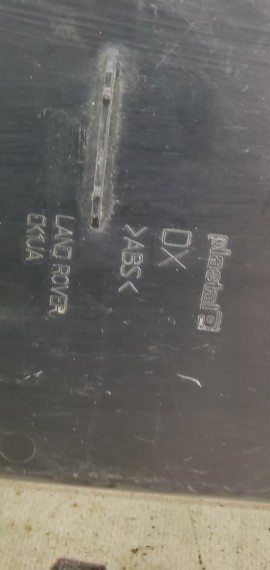 plastal
DX
>ABS<
LAND ROVER